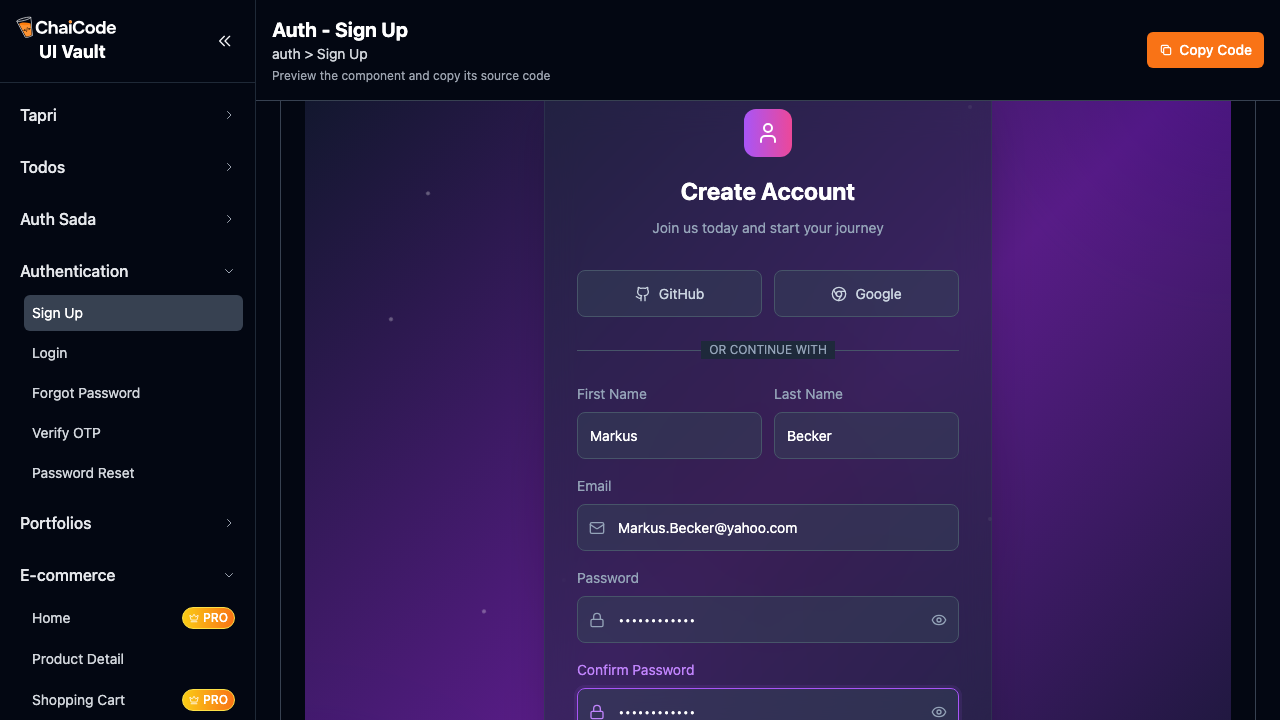 ChaiCode
UI Vault
Tapri
Todos
Auth Sada
Authentication
Sign Up
Login
Forgot Password
Verify OTP
Password Reset
Portfolios
E-commerce
Home PRO
Product Detail
Shopping Cart PRO
Auth - Sign Up
auth > Sign Up
Preview the component and copy its source code
Copy Code
Create Account
Join us today and start your journey
GitHub Google
OR CONTINUE WITH
First Name Last Name
Markus Becker
Email
Markus.Becker@yahoo.com
Password
••••••••••••
Confirm Password
••••••••••••